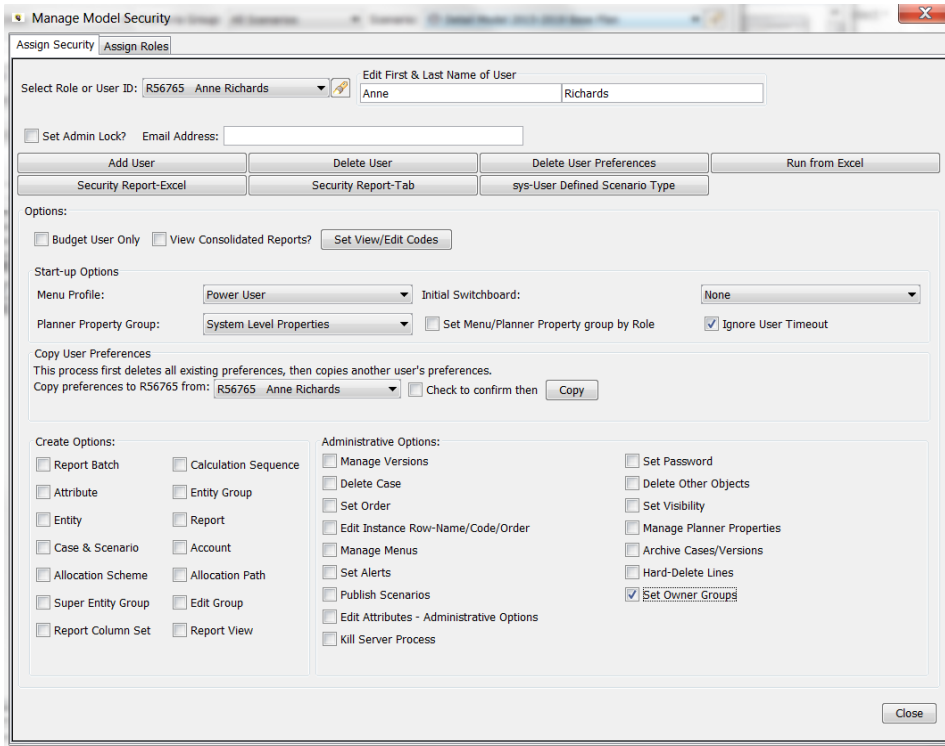 Manage Model Security
Assign Security Assign Roles
Select Role or User ID: R56765 Anne Richards
Edit First & Last Name of User
Anne Richards
Set Admin Lock? Email Address:
Add User Delete User Delete User Preferences Run from Excel
Security Report-Excel Security Report-Tab sys-User Defined Scenario Type
Options:
Budget User Only View Consolidated Reports? Set View/Edit Codes
Start-up Options
Menu Profile: Power User Initial Switchboard: None
Planner Property Group: System Level Properties Set Menu/Planner Property group by Role Ignore User Timeout
Copy User Preferences
This process first deletes all existing preferences, then copies another user's preferences.
Copy preferences to R56765 from: R56765 Anne Richards Check to confirm then Copy
Create Options:
Report Batch Calculation Sequence
Attribute Entity Group
Entity Report
Case & Scenario Account
Allocation Scheme Allocation Path
Super Entity Group Edit Group
Report Column Set Report View
Administrative Options:
Manage Versions Set Password
Delete Case Delete Other Objects
Set Order Set Visibility
Edit Instance Row-Name/Code/Order Manage Planner Properties
Manage Menus Archive Cases/Versions
Set Alerts Hard-Delete Lines
Publish Scenarios Set Owner Groups
Edit Attributes - Administrative Options
Kill Server Process
Close